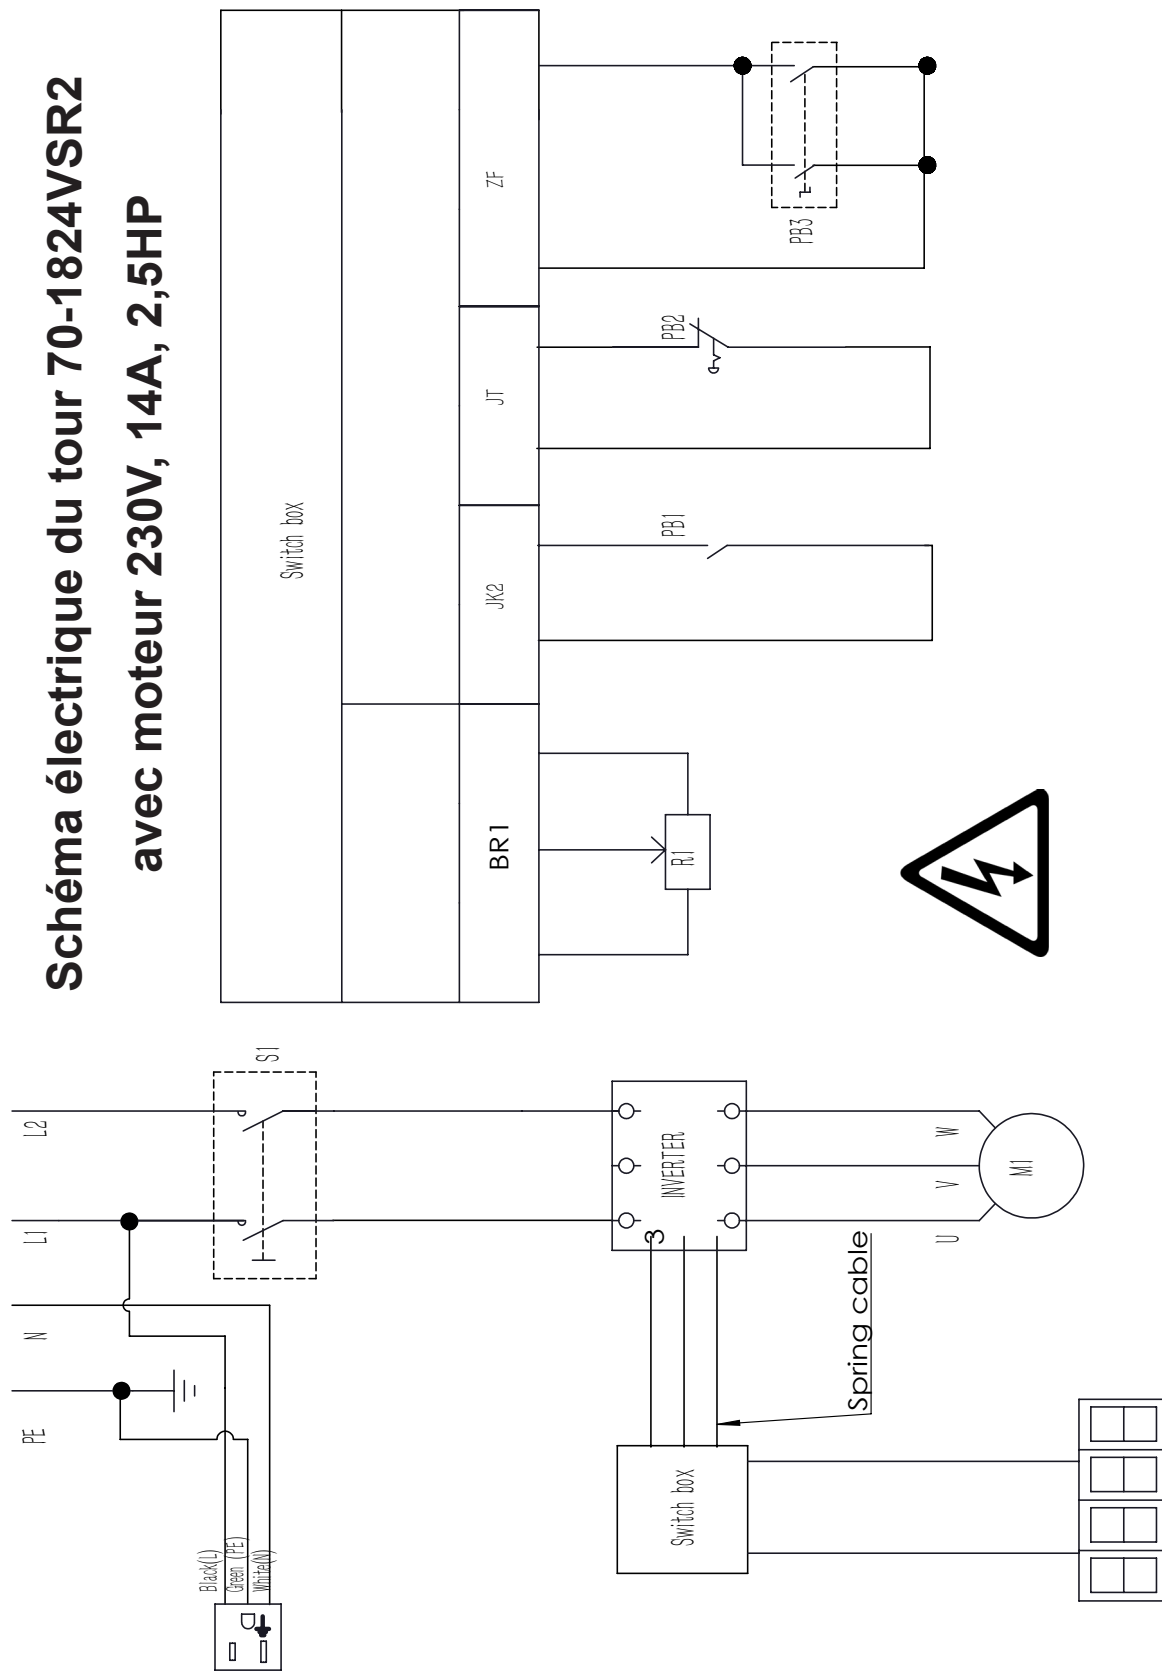 Schéma électrique du tour 70-1824VSR2
avec moteur 230V, 14A, 2,5HP
PE
N
L1
L2
S1
Black(L)
Green (PE)
White(N)
Switch box
BR1
JK2
JT
ZF
R1
PB1
PB2
PB3
Switch box
3
INVERTER
Spring cable
U
V
W
M1